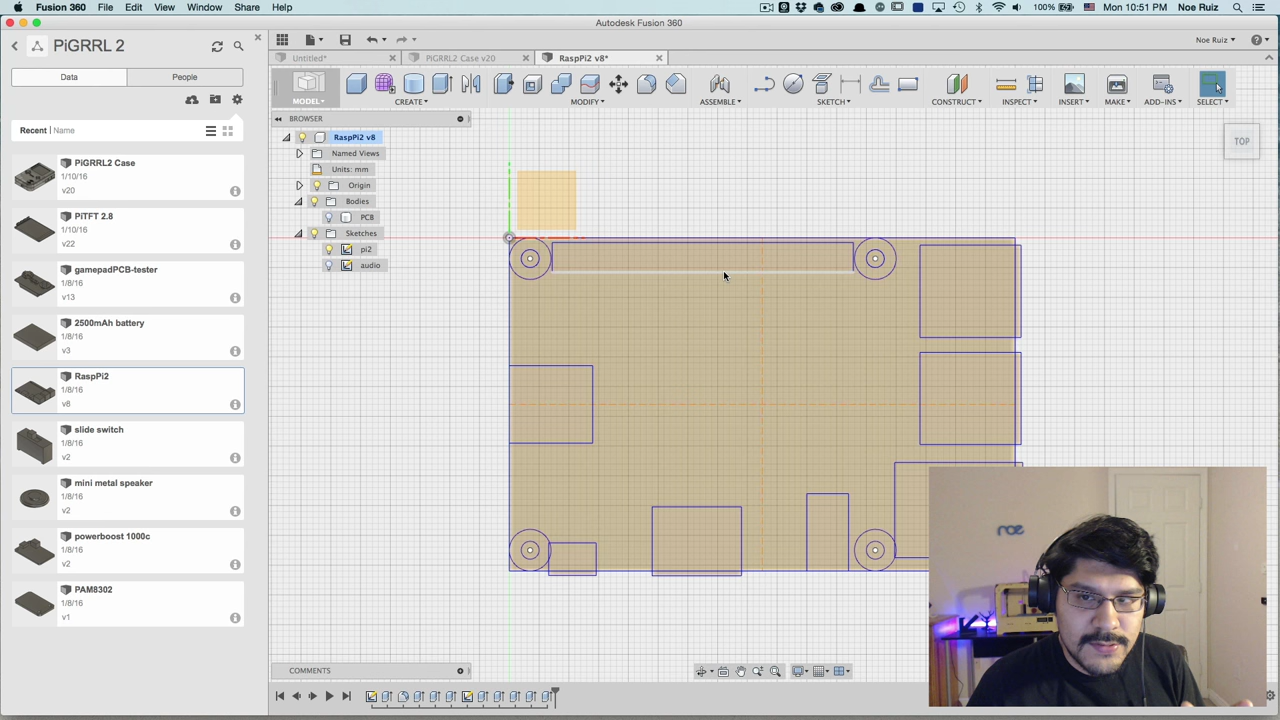 Fusion 360 File Edit View Window Share Help
100% Mon 10:51 PM Noe Ruiz
Autodesk Fusion 360
PiGRRL 2
Noe Ruiz
Data People
Untitled* PiGRRL2 Case v20 RaspPi2 v8*
MODEL CREATE MODIFY ASSEMBLE SKETCH CONSTRUCT INSPECT INSERT MAKE ADD-INS SELECT
BROWSER
Recent | Name
RaspPi2 v8
Named Views
Units: mm
Origin
Bodies
PCB
Sketches
pi2
audio
TOP
PiGRRL2 Case
1/10/16
v20
PiTFT 2.8
1/10/16
v22
gamepadPCB-tester
1/8/16
v13
2500mAh battery
1/8/16
v3
RaspPi2
1/8/16
v8
slide switch
1/8/16
v2
mini metal speaker
1/8/16
v2
powerboost 1000c
1/8/16
v2
PAM8302
1/8/16
v1
noe
COMMENTS